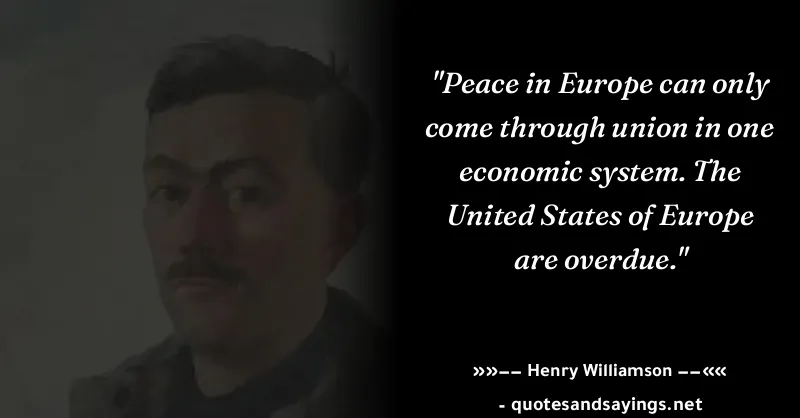 "Peace in Europe can only
come through union in one
economic system. The
United States of Europe
are overdue."
»»–– Henry Williamson ––««
- quotesandsayings.net